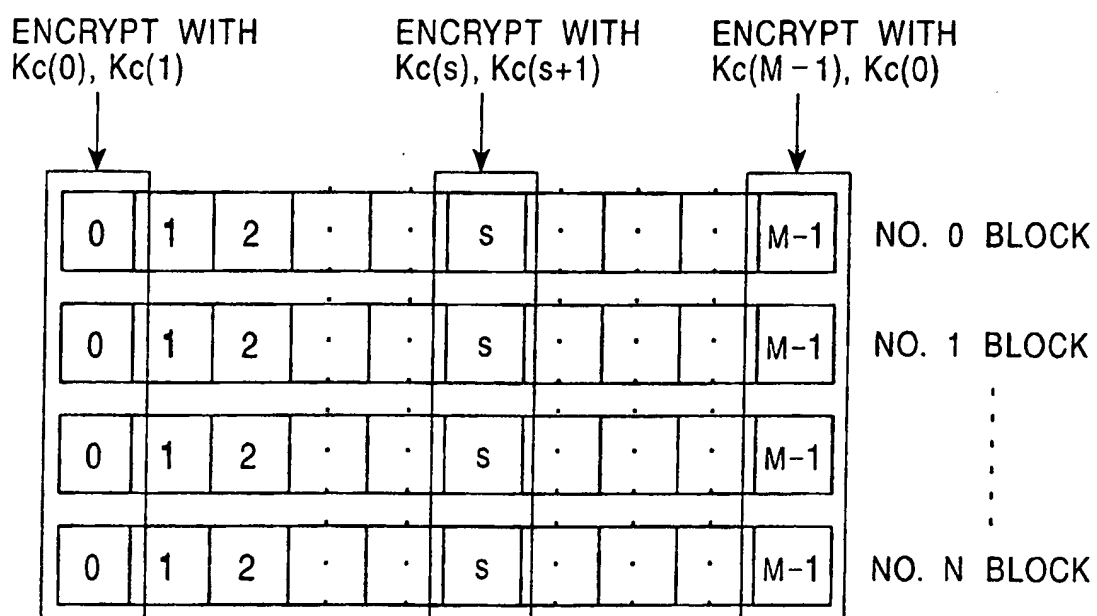 ENCRYPT WITH
Kc(0), Kc(1)
ENCRYPT WITH
Kc(s), Kc(s+1)
ENCRYPT WITH
Kc(M-1), Kc(0)
0 1 2 · · s · · · M-1 NO. 0 BLOCK
0 1 2 · · s · · · M-1 NO. 1 BLOCK
0 1 2 · · s · · · M-1
0 1 2 · · s · · · M-1 NO. N BLOCK